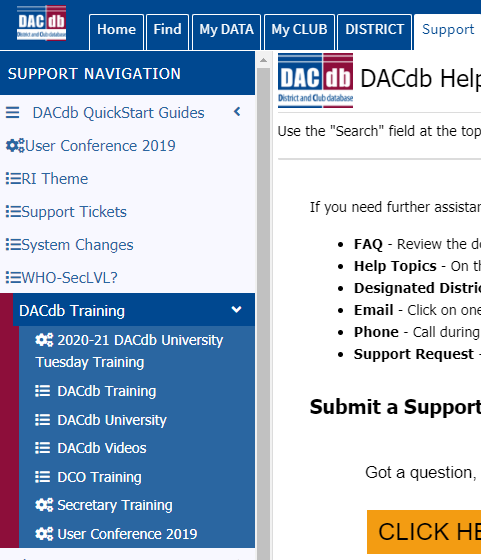 DACdb
District and Club database
Home
Find
My DATA
My CLUB
DISTRICT
Support
SUPPORT NAVIGATION
DACdb QuickStart Guides
User Conference 2019
RI Theme
Support Tickets
System Changes
WHO-SecLVL?
DACdb Training
2020-21 DACdb University
Tuesday Training
DACdb Training
DACdb University
DACdb Videos
DCO Training
Secretary Training
User Conference 2019
DACdb
District and Club database
DACdb Help
Use the "Search" field at the top
If you need further assistan
• FAQ - Review the d
• Help Topics - On th
• Designated Distric
• Email - Click on one
• Phone - Call during
• Support Request -
Submit a Support
Got a question,
CLICK HE